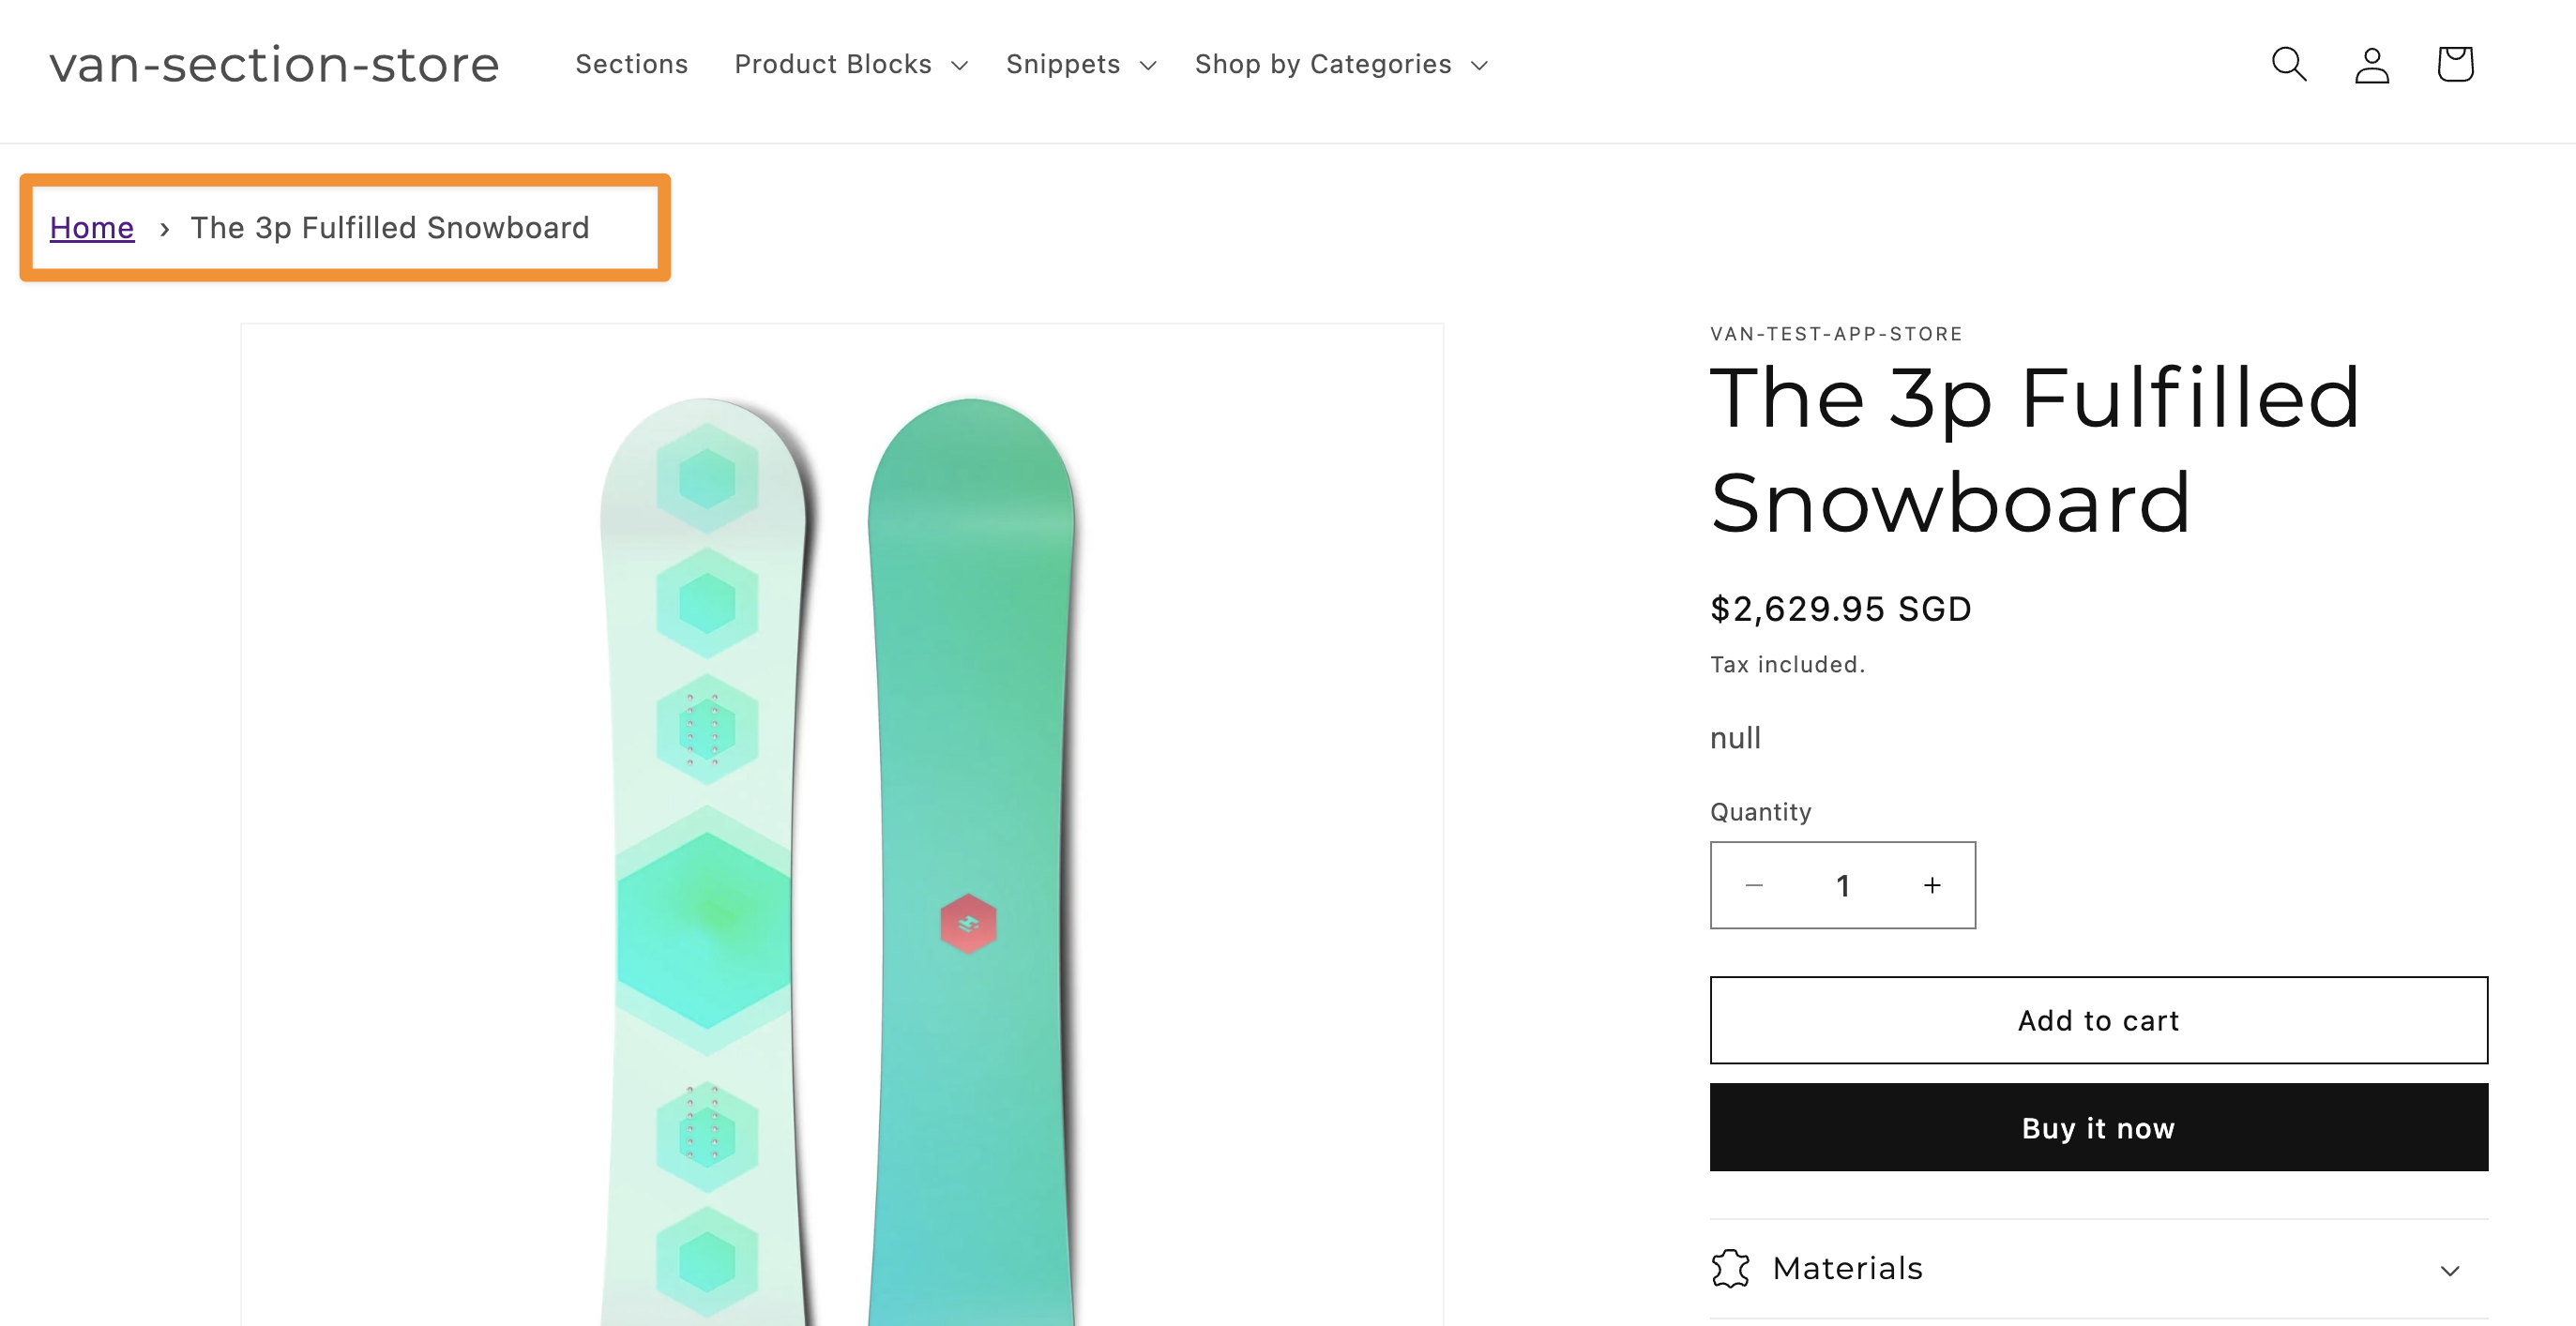 van-section-store Sections Product Blocks Snippets Shop by Categories
Home › The 3p Fulfilled Snowboard
VAN-TEST-APP-STORE
The 3p Fulfilled
Snowboard
$2,629.95 SGD
Tax included.
null
Quantity
− 1 +
Add to cart
Buy it now
Materials